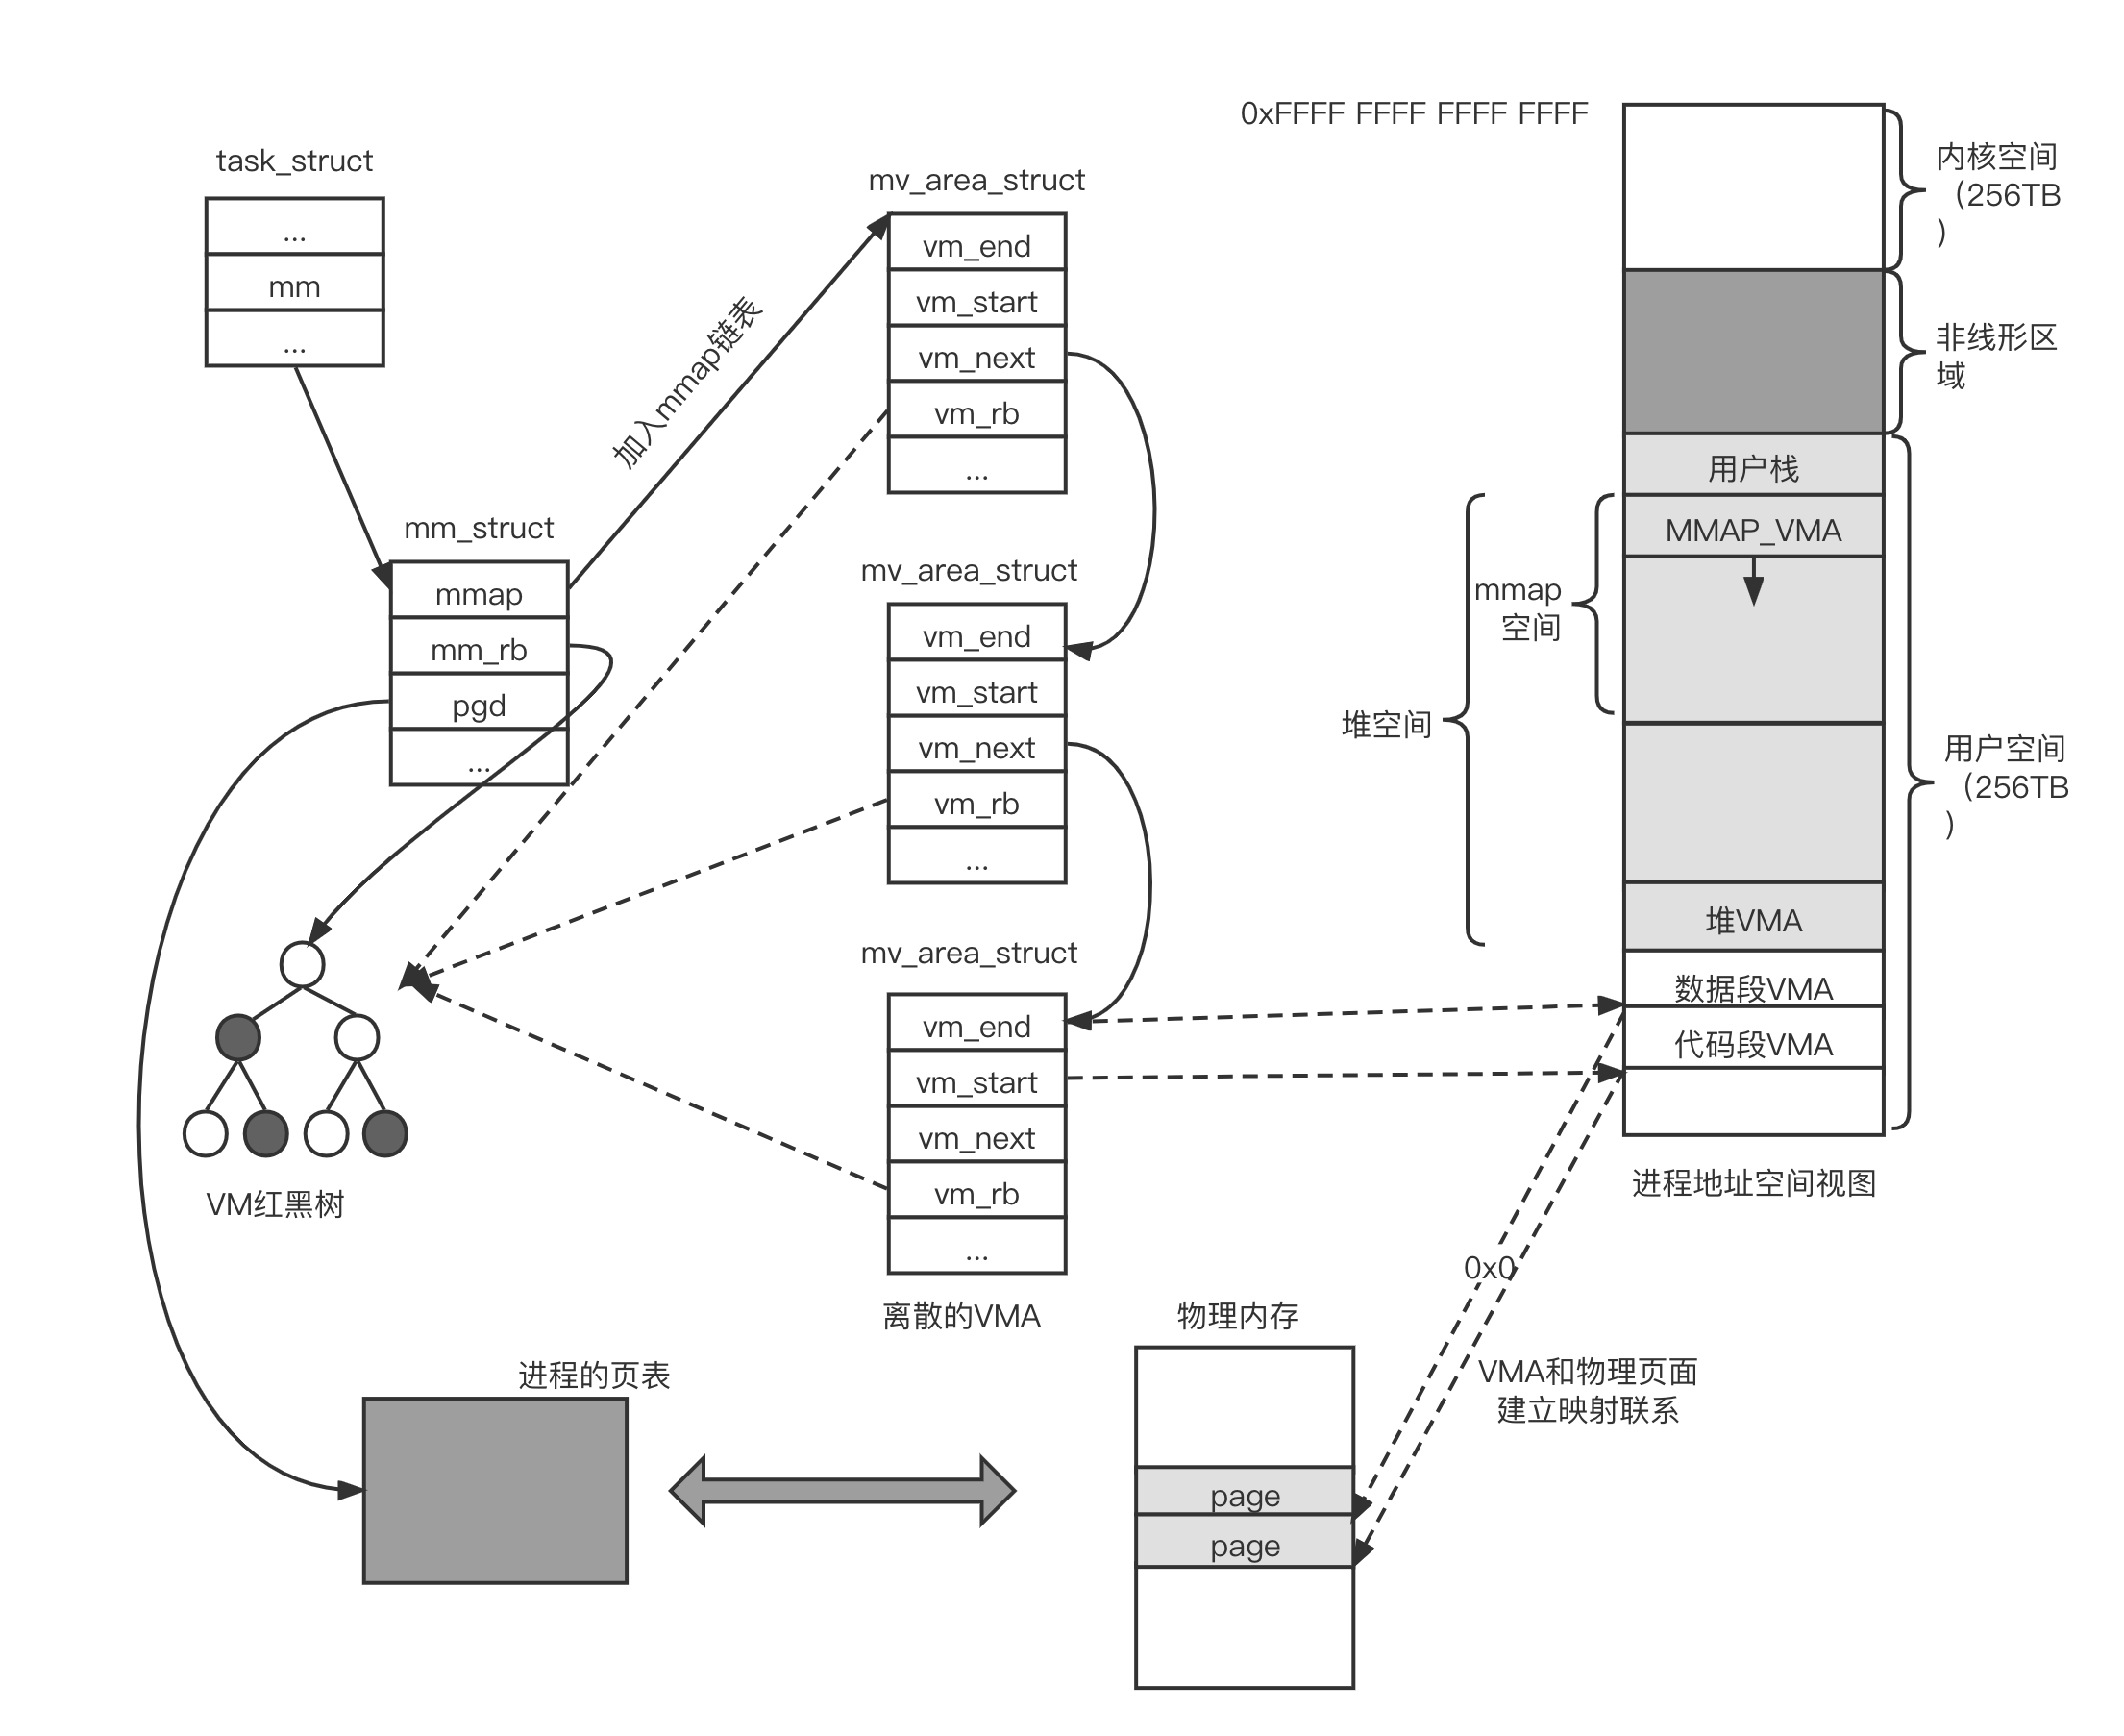 task_struct
...
mm
...
mm_struct
mmap
mm_rb
pgd
...
加入mmap链表
VM红黑树
进程的页表
mv_area_struct
vm_end
vm_start
vm_next
vm_rb
...
mv_area_struct
vm_end
vm_start
vm_next
vm_rb
...
mv_area_struct
vm_end
vm_start
vm_next
vm_rb
...
离散的VMA
物理内存
page
page
0xFFFF FFFF FFFF FFFF
用户栈
MMAP_VMA
堆VMA
数据段VMA
代码段VMA
进程地址空间视图
mmap
空间
堆空间
内核空间
（256TB
）
非线形区
域
用户空间
（256TB
）
0x0
VMA和物理页面
建立映射联系